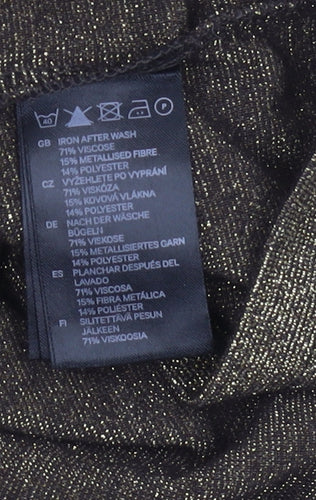 40 P
GB IRON AFTER WASH
71% VISCOSE
15% METALLISED FIBRE
14% POLYESTER
CZ VYŽEHLETE PO VYPRÁNÍ
71% VISKÓZA
15% KOVOVÁ VLÁKNA
14% POLYESTER
DE NACH DER WÄSCHE
BÜGELN
71% VISKOSE
15% METALLISIERTES GARN
14% POLYESTER
ES PLANCHAR DESPUÉS DEL
LAVADO
71% VISCOSA
15% FIBRA METÁLICA
14% POLIÉSTER
FI SILITETTÄVÄ PESUN
JÄLKEEN
71% VISKOOSIA